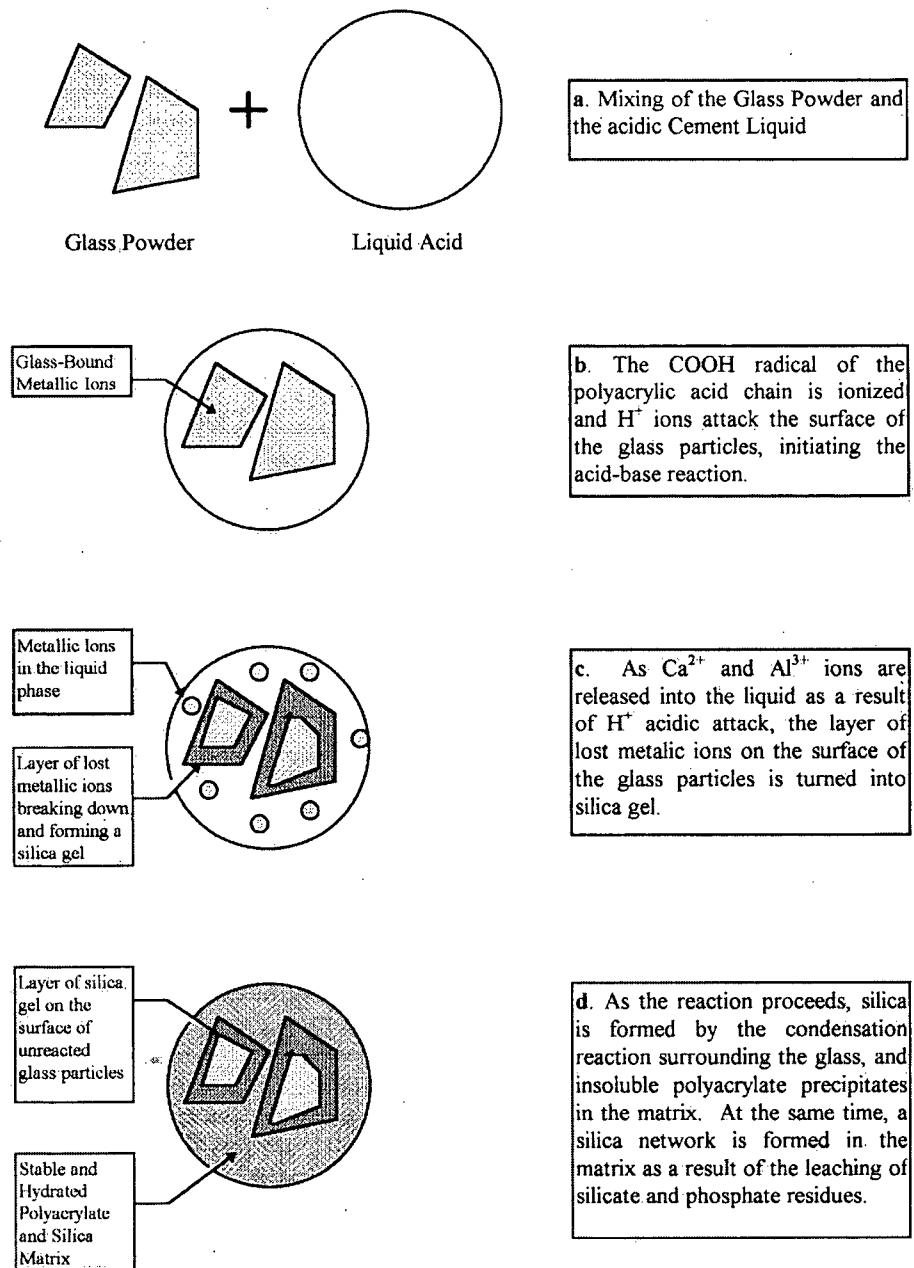 Glass Powder
Liquid Acid
a. Mixing of the Glass Powder and
the acidic Cement Liquid
Glass-Bound
Metallic Ions
b. The COOH radical of the
polyacrylic acid chain is ionized
and H⁺ ions attack the surface of
the glass particles, initiating the
acid-base reaction.
Metallic Ions
in the liquid
phase
Layer of lost
metallic ions
breaking down
and forming a
silica gel
c. As Ca²⁺ and Al³⁺ ions are
released into the liquid as a result
of H⁺ acidic attack, the layer of
lost metalic ions on the surface of
the glass particles is turned into
silica gel.
Layer of silica
gel on the
surface of
unreacted
glass particles
Stable and
Hydrated
Polyacrylate
and Silica
Matrix
d. As the reaction proceeds, silica
is formed by the condensation
reaction surrounding the glass, and
insoluble polyacrylate precipitates
in the matrix. At the same time, a
silica network is formed in the
matrix as a result of the leaching of
silicate and phosphate residues.